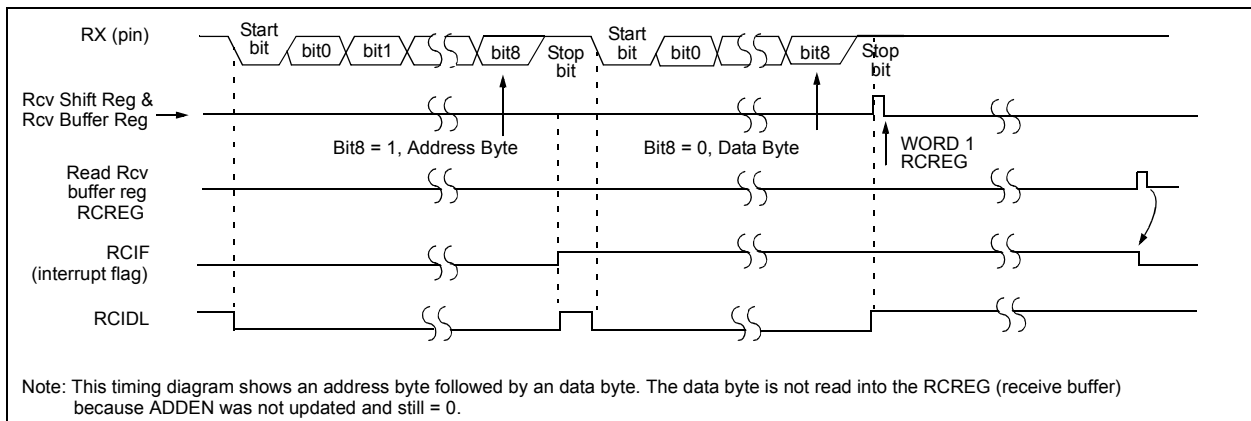 RX (pin)
Start
bit
bit0
bit1
bit8
Stop
bit
Start
bit
bit0
bit8
Stop
bit
Rcv Shift Reg &
Rcv Buffer Reg
Bit8 = 1, Address Byte
Bit8 = 0, Data Byte
WORD 1
RCREG
Read Rcv
buffer reg
RCREG
RCIF
(interrupt flag)
RCIDL
Note: This timing diagram shows an address byte followed by an data byte. The data byte is not read into the RCREG (receive buffer)
because ADDEN was not updated and still = 0.